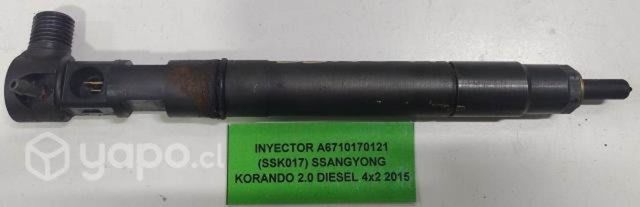 INYECTOR A6710170121
(SSK017) SSANGYONG
KORANDO 2.0 DIESEL 4x2 2015
yapo.cl